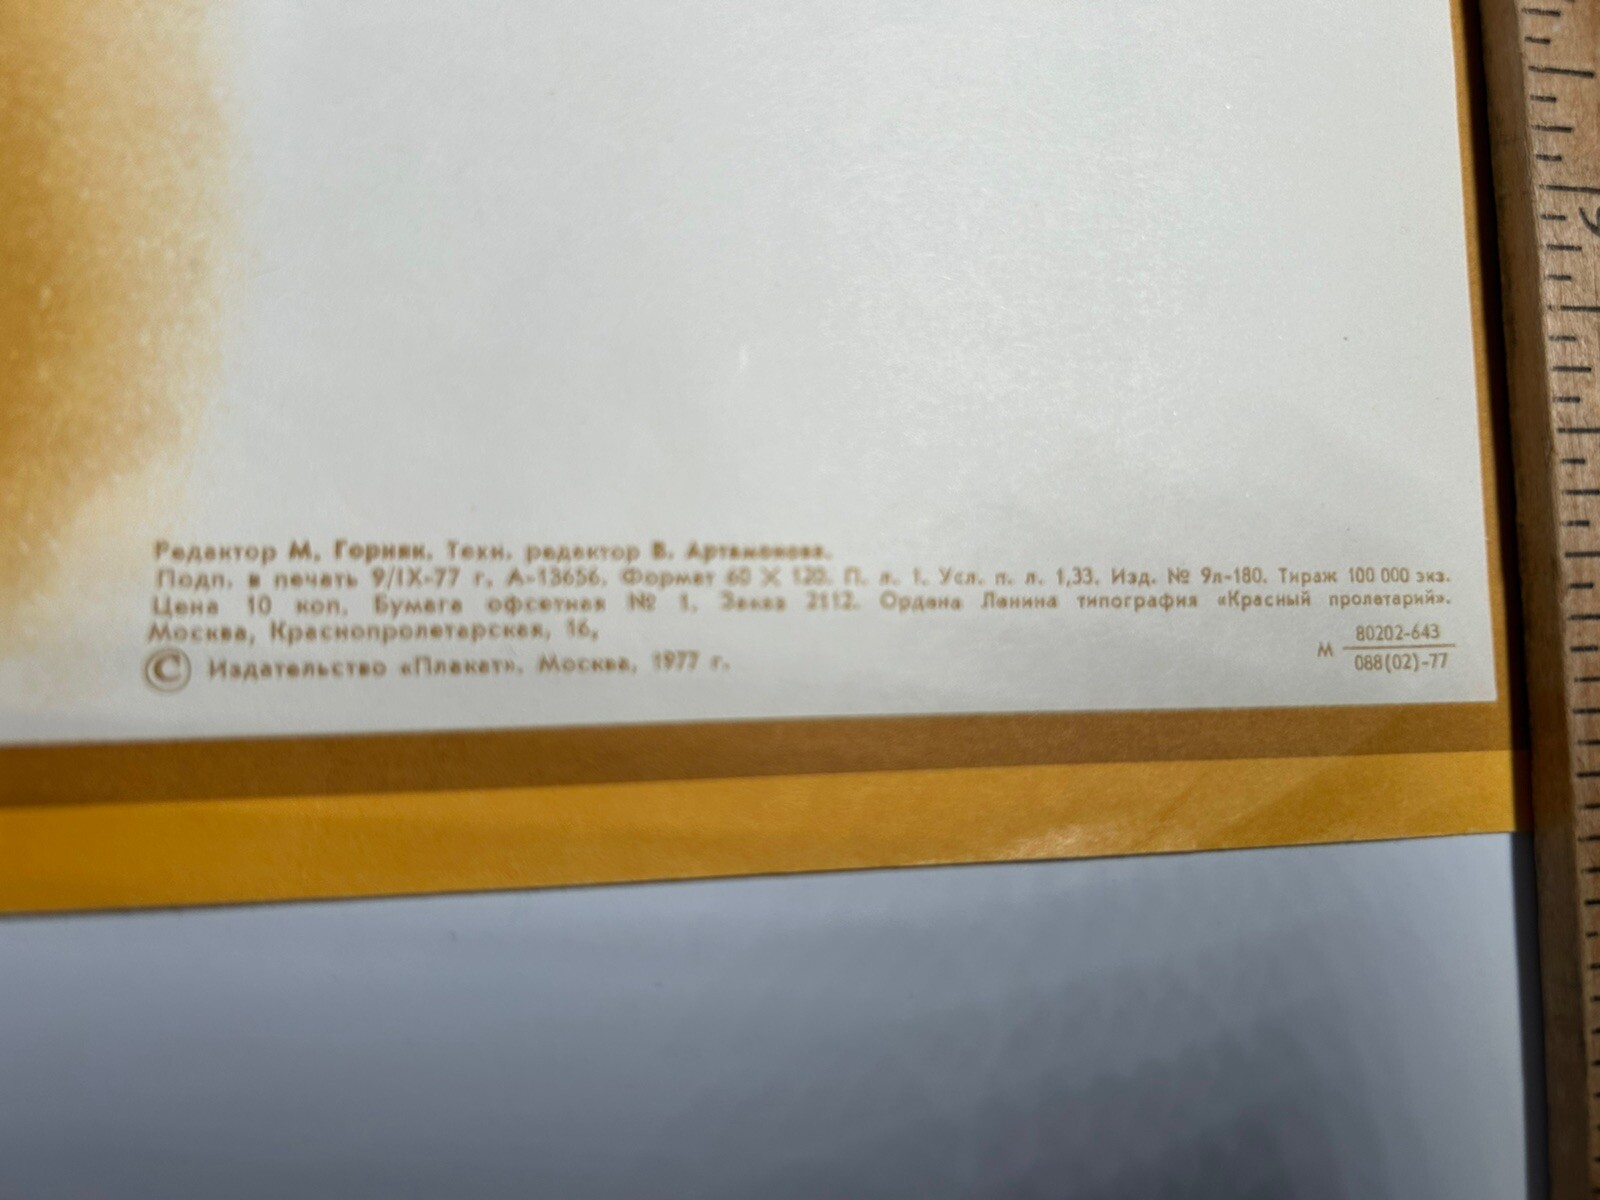 Редактор М. Горняк. Техн. редактор В. Артамонова.
Подп. в печать 9/IX-77 г. А-13656. Формат 60 X 120. П. л. 1. Усл. п. л. 1,33. Изд. № 9л-180. Тираж 100 000 экз.
Цена 10 коп. Бумага офсетная № 1. Заказ 2112. Ордена Ленина типография «Красный пролетарий».
Москва, Краснопролетарская, 16.
© Издательство «Плакат», Москва, 1977 г.
М 80202-643
088(02)-77
9